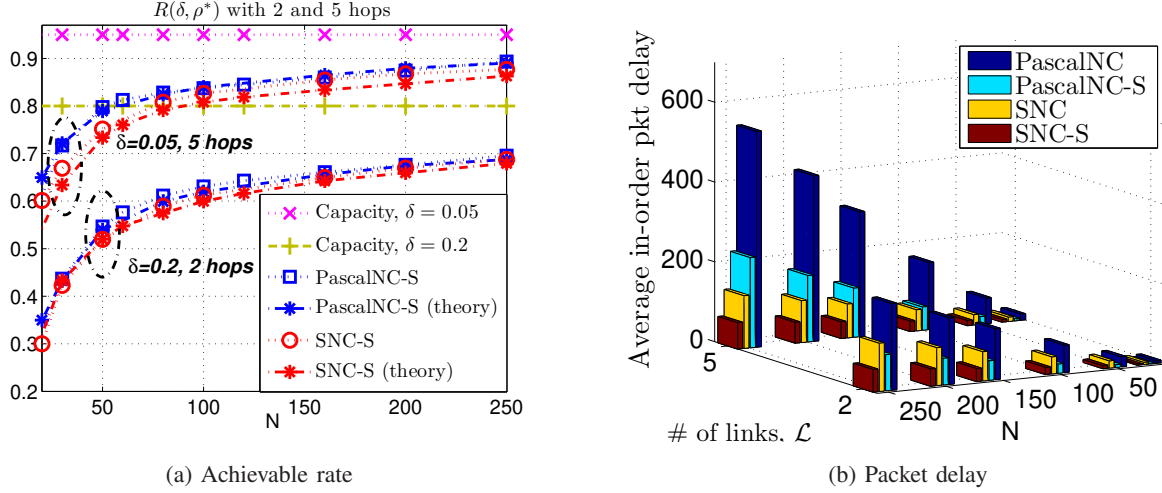 R(δ, ρ*) with 2 and 5 hops
0.9
0.8
0.7
0.6
0.5
0.4
0.3
0.2
δ=0.05, 5 hops
δ=0.2, 2 hops
Capacity, δ = 0.05
Capacity, δ = 0.2
PascalNC-S
PascalNC-S (theory)
SNC-S
SNC-S (theory)
50 100 150 200 250
N
(a) Achievable rate
PascalNC
PascalNC-S
SNC
SNC-S
Average in-order pkt delay
600
400
200
0
5
2
# of links, ℒ
250 200 150 100 50
N
(b) Packet delay